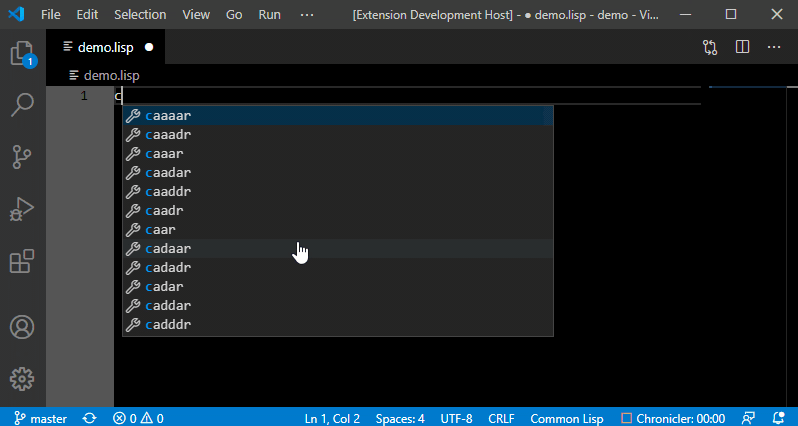 File Edit Selection View Go Run ··· [Extension Development Host] - ● demo.lisp - demo - Vi...
demo.lisp ●
demo.lisp
1
1 c
caaaar
caaadr
caaar
caadar
caaddr
caadr
caar
cadaar
cadadr
cadar
caddar
cadddr
master 0 0 Ln 1, Col 2 Spaces: 4 UTF-8 CRLF Common Lisp Chronicler: 00:00